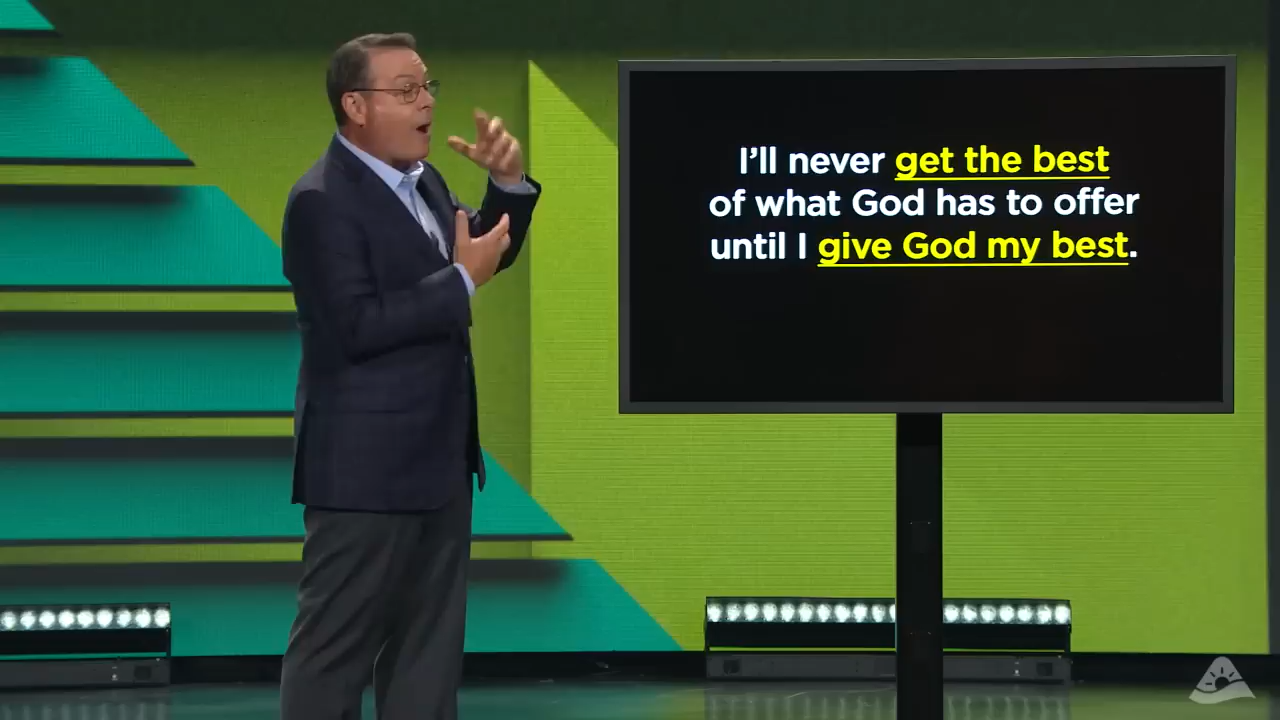 I’ll never get the best
of what God has to offer
until I give God my best.